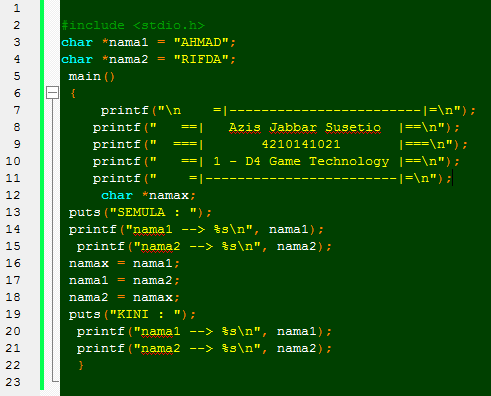 1
2 #include <stdio.h>
3 char *nama1 = "AHMAD";
4 char *nama2 = "RIFDA";
5 main()
6 {
7 printf("\n    =|------------------------|=\n");
8 printf("   ==|   Azis Jabbar Susetio  |==\n");
9 printf("  ===|       4210141021       |===\n");
10 printf("   ==| 1 - D4 Game Technology |==\n");
11 printf("    =|------------------------|=\n");
12 char *namax;
13 puts("SEMULA : ");
14 printf("nama1 --> %s\n", nama1);
15 printf("nama2 --> %s\n", nama2);
16 namax = nama1;
17 nama1 = nama2;
18 nama2 = namax;
19 puts("KINI : ");
20 printf("nama1 --> %s\n", nama1);
21 printf("nama2 --> %s\n", nama2);
22 }
23